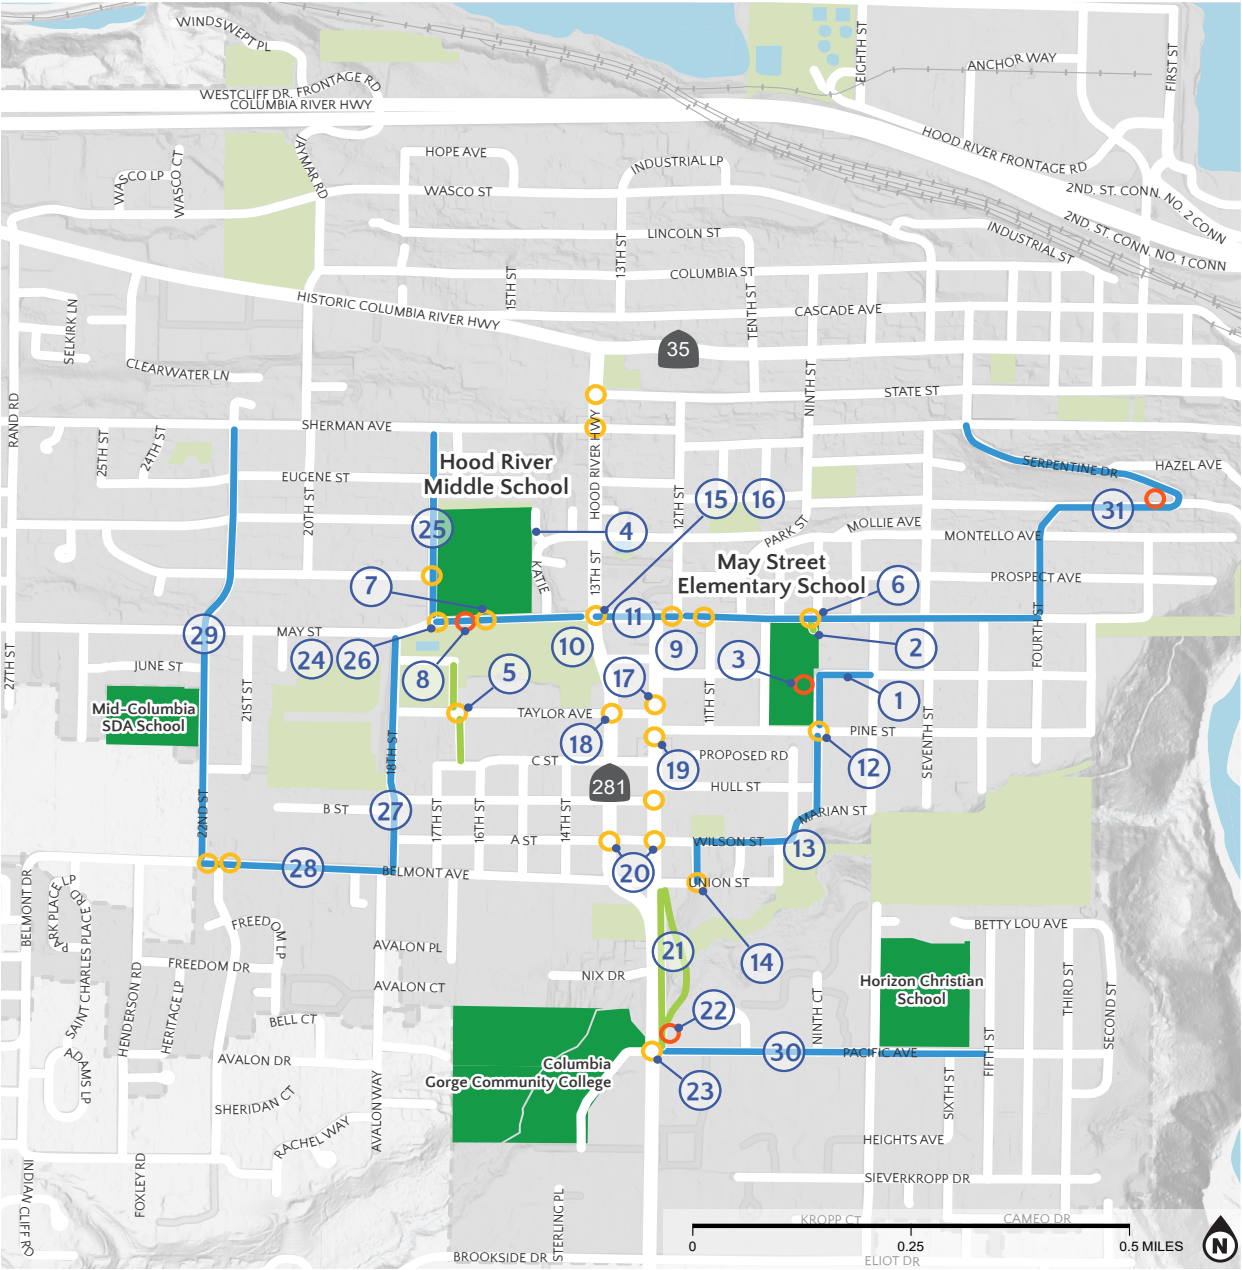 WINDSWEPT PL
EIGHTH ST
FIRST ST
ANCHOR WAY
WESTCLIFF DR.
FRONTAGE RD
COLUMBIA RIVER HWY
HOOD RIVER FRONTAGE RD
JAYMAR RD
HOPE AVE
INDUSTRIAL LP
WASCO LP
WASCO CT
WASCO ST
2ND. ST. CONN. NO. 2 CONN
2ND. ST. CONN. NO. 1 CONN
LINCOLN ST
INDUSTRIAL ST
13TH ST
15TH ST
COLUMBIA ST
TENTH ST
HISTORIC COLUMBIA RIVER HWY
CASCADE AVE
SELKIRK LN
35
CLEARWATER LN
NINTH ST
STATE ST
RAND RD
SHERMAN AVE
HOOD RIVER HWY
25TH ST
24TH ST
Hood River
Middle School
SERPENTINE DR
HAZEL AVE
EUGENE ST
20TH ST
12TH ST
15
16
25
4
31
PARK ST
MOLLIE AVE
MONTELLO AVE
KATIE
13TH ST
May Street
Elementary School
7
6
PROSPECT AVE
FOURTH ST
29
MAY ST
11
24
26
10
9
2
27TH ST
JUNE ST
8
5
17
3
1
21ST ST
11TH ST
Mid-Columbia
SDA School
TAYLOR AVE
18
PINE ST
SEVENTH ST
18TH ST
C ST
19
PROPOSED RD
12
281
HULL ST
22ND ST
B ST
27
17TH ST
16TH ST
14TH ST
MARIAN ST
A ST
WILSON ST
13
28
BELMONT AVE
20
UNION ST
BELMONT DR
PARK PLACE LP
RD
SAINT CHARLES PLACE
FREEDOM LP
BETTY LOU AVE
AVALON PL
21
14
FREEDOM DR
NIX DR
HENDERSON RD
HERITAGE LP
AVALON CT
Horizon Christian
School
THIRD ST
SECOND ST
NINTH CT
22
BELL CT
FIFTH ST
AVALON DR
30
PACIFIC AVE
ADAMS LP
Columbia
Gorge Community College
23
SIXTH ST
SHERIDAN CT
AVALON WAY
RACHEL WAY
HEIGHTS AVE
FOXLEY RD
INDIAN CLIFF RD
SIEVERKROPP DR
STERLING PL
KROPP CT
CAMEO DR
BROOKSIDE DR
ELIOT DR
0
0.25
0.5 MILES
N